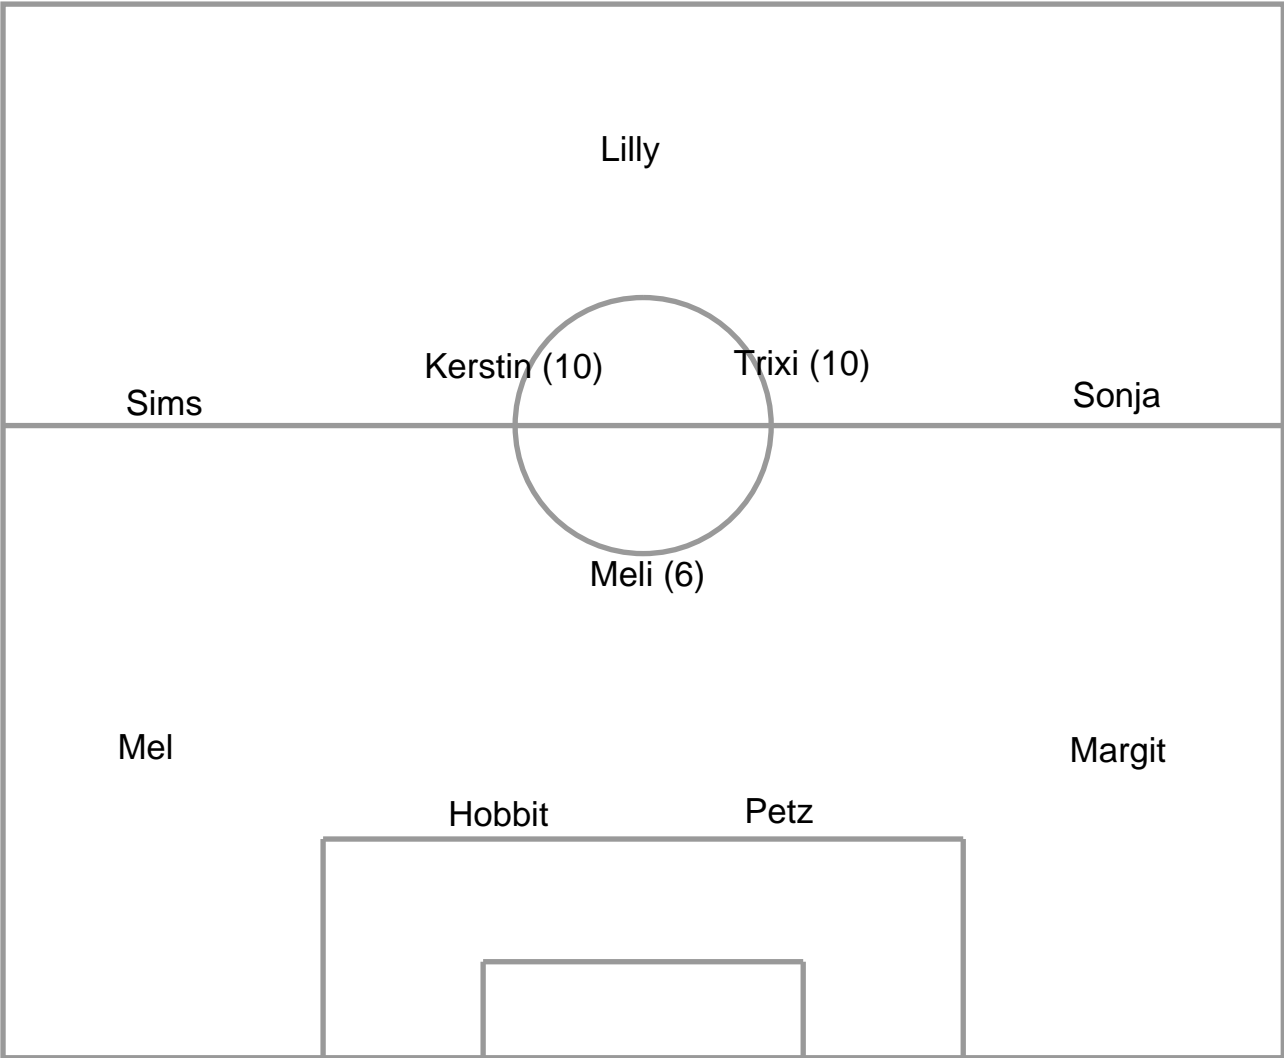 Lilly
Kerstin (10)
Trixi (10)
Sims
Sonja
Meli (6)
Mel
Margit
Hobbit
Petz